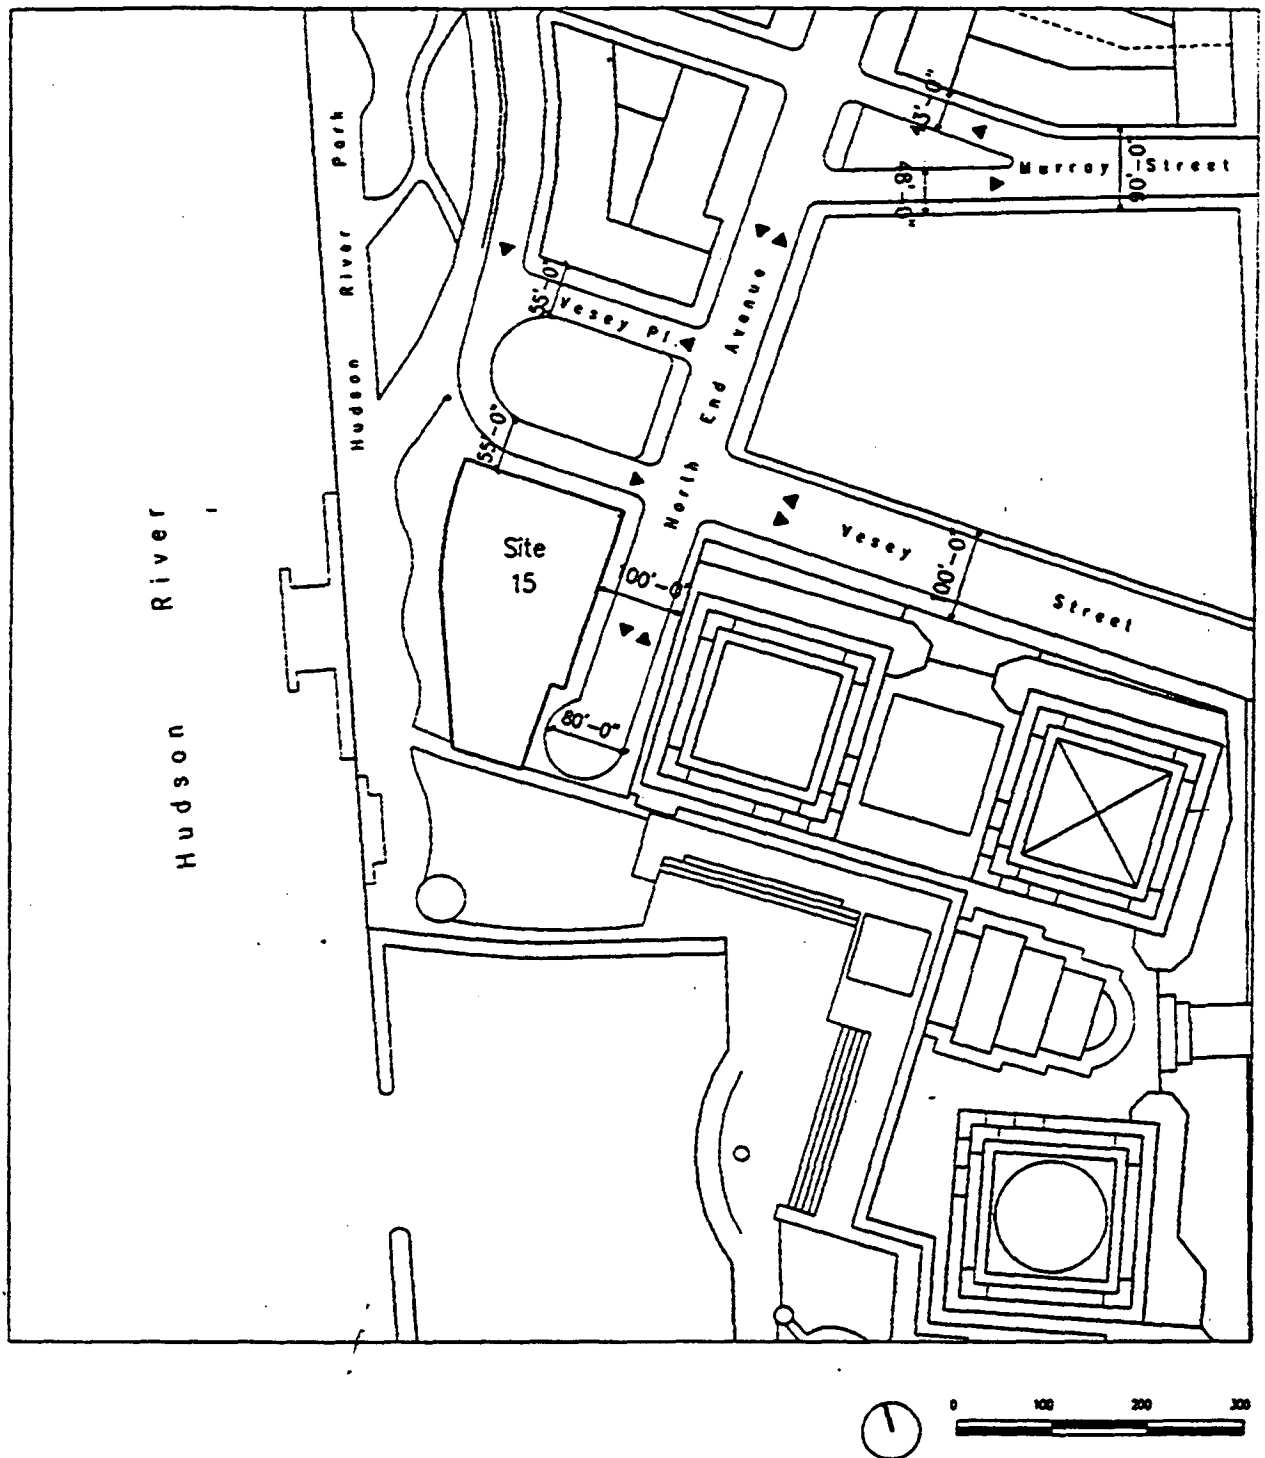 Hudson River Park
43'-0"
Murray Street
90'-0"
48'-0"
55'-0"
Vesey Pl.
North End Avenue
55'-0"
Site
15
100'-0"
Vesey Street
100'-0"
80'-0"
Hudson River
0 100 200 300